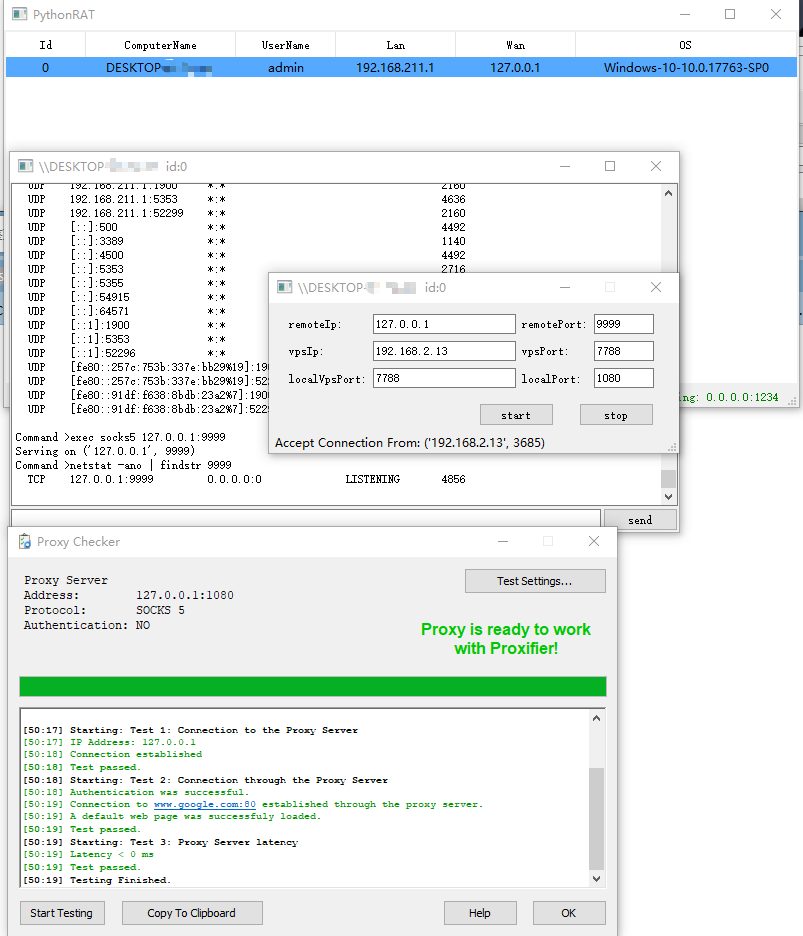 PythonRAT
Id ComputerName UserName Lan Wan OS
0 DESKTOP admin 192.168.211.1 127.0.0.1 Windows-10-10.0.17763-SP0
\\DESKTOP id:0
UDP 192.168.211.1:1900 *:* 2160
UDP 192.168.211.1:5353 *:* 4636
UDP 192.168.211.1:52299 *:* 2160
UDP [::]:500 *:* 4492
UDP [::]:3389 *:* 1140
UDP [::]:4500 *:* 4492
UDP [::]:5353 *:* 2716
UDP [::]:5355 *:*
UDP [::]:54915 *:*
UDP [::]:64571 *:*
UDP [::1]:1900 *:*
UDP [::1]:5353 *:*
UDP [::1]:52296 *:*
UDP [fe80::257c:753b:337e:bb29%19]:190
UDP [fe80::257c:753b:337e:bb29%19]:522
UDP [fe80::91df:f638:8bdb:23a2%7]:1900
UDP [fe80::91df:f638:8bdb:23a2%7]:5229
Command >exec socks5 127.0.0.1:9999
Serving on ('127.0.0.1', 9999)
Command >netstat -ano | findstr 9999
TCP 127.0.0.1:9999 0.0.0.0:0 LISTENING 4856
send
\\DESKTOP- id:0
remoteIp: 127.0.0.1 remotePort: 9999
vpsIp: 192.168.2.13 vpsPort: 7788
localVpsPort: 7788 localPort: 1080
start stop
Accept Connection From: ('192.168.2.13', 3685)
ng: 0.0.0.0:1234
Proxy Checker
Proxy Server
Address: 127.0.0.1:1080
Protocol: SOCKS 5
Authentication: NO
Test Settings...
Proxy is ready to work
with Proxifier!
[50:17] Starting: Test 1: Connection to the Proxy Server
[50:17] IP Address: 127.0.0.1
[50:18] Connection established
[50:18] Test passed.
[50:18] Starting: Test 2: Connection through the Proxy Server
[50:18] Authentication was successful.
[50:19] Connection to www.google.com:80 established through the proxy server.
[50:19] A default web page was successfuly loaded.
[50:19] Test passed.
[50:19] Starting: Test 3: Proxy Server latency
[50:19] Latency < 0 ms
[50:19] Test passed.
[50:19] Testing Finished.
Start Testing Copy To Clipboard Help OK